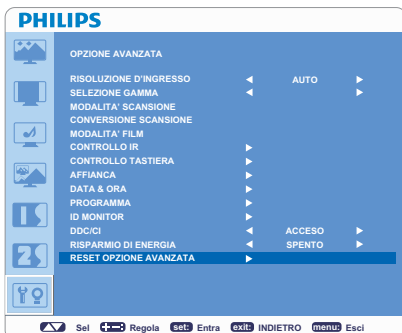 PHILIPS
OPZIONE AVANZATA
RISOLUZIONE D'INGRESSO AUTO
SELEZIONE GAMMA
MODALITA' SCANSIONE
CONVERSIONE SCANSIONE
MODALITA' FILM
CONTROLLO IR
CONTROLLO TASTIERA
AFFIANCA
DATA & ORA
PROGRAMMA
ID MONITOR
DDC/CI ACCESO
RISPARMIO DI ENERGIA SPENTO
RESET OPZIONE AVANZATA
Sel Regola set: Entra exit: INDIETRO menu: Esci